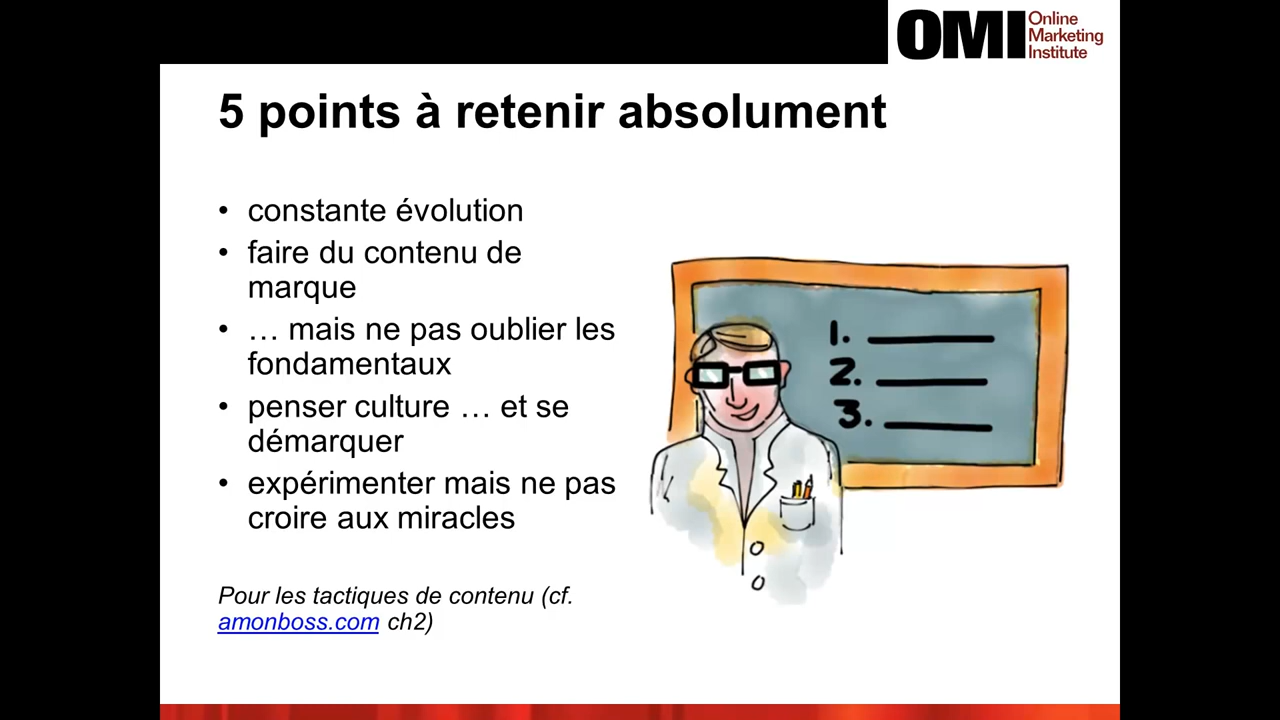 OMI Online
Marketing
Institute
5 points à retenir absolument
• constante évolution
• faire du contenu de
marque
• … mais ne pas oublier les
fondamentaux
• penser culture … et se
démarquer
• expérimenter mais ne pas
croire aux miracles
1.
2.
3.
Pour les tactiques de contenu (cf.
amonboss.com ch2)